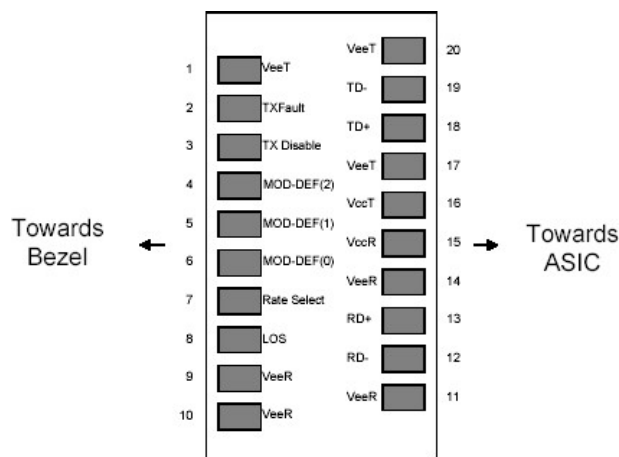 1 VeeT
2 TXFault
3 TX Disable
4 MOD-DEF(2)
5 MOD-DEF(1)
6 MOD-DEF(0)
7 Rate Select
8 LOS
9 VeeR
10 VeeR
VeeT 20
TD- 19
TD+ 18
VeeT 17
VccT 16
VccR 15
VeeR 14
RD+ 13
RD- 12
VeeR 11
Towards
Bezel
Towards
ASIC